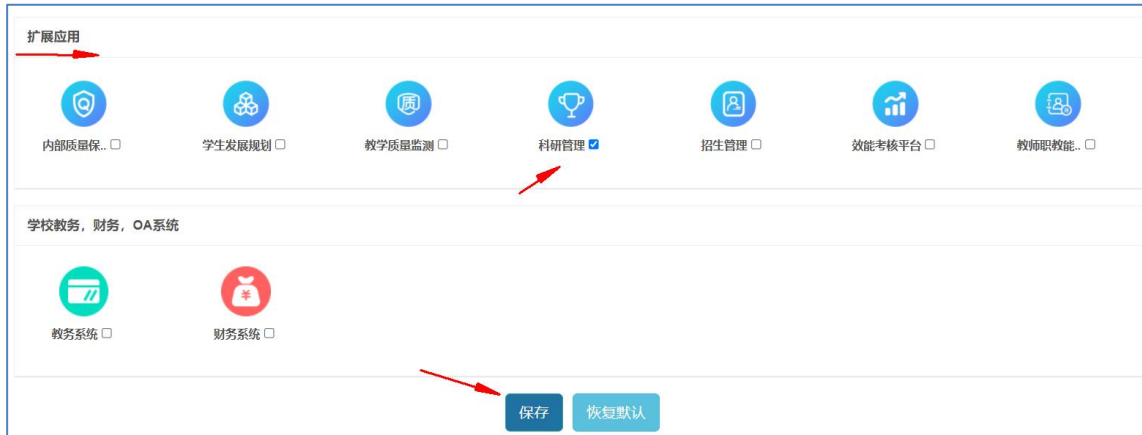 扩展应用
内部质量保.. 学生发展规划 教学质量监测 科研管理 招生管理 效能考核平台 教师职教能..
学校教务，财务，OA系统
教务系统 财务系统
保存 恢复默认